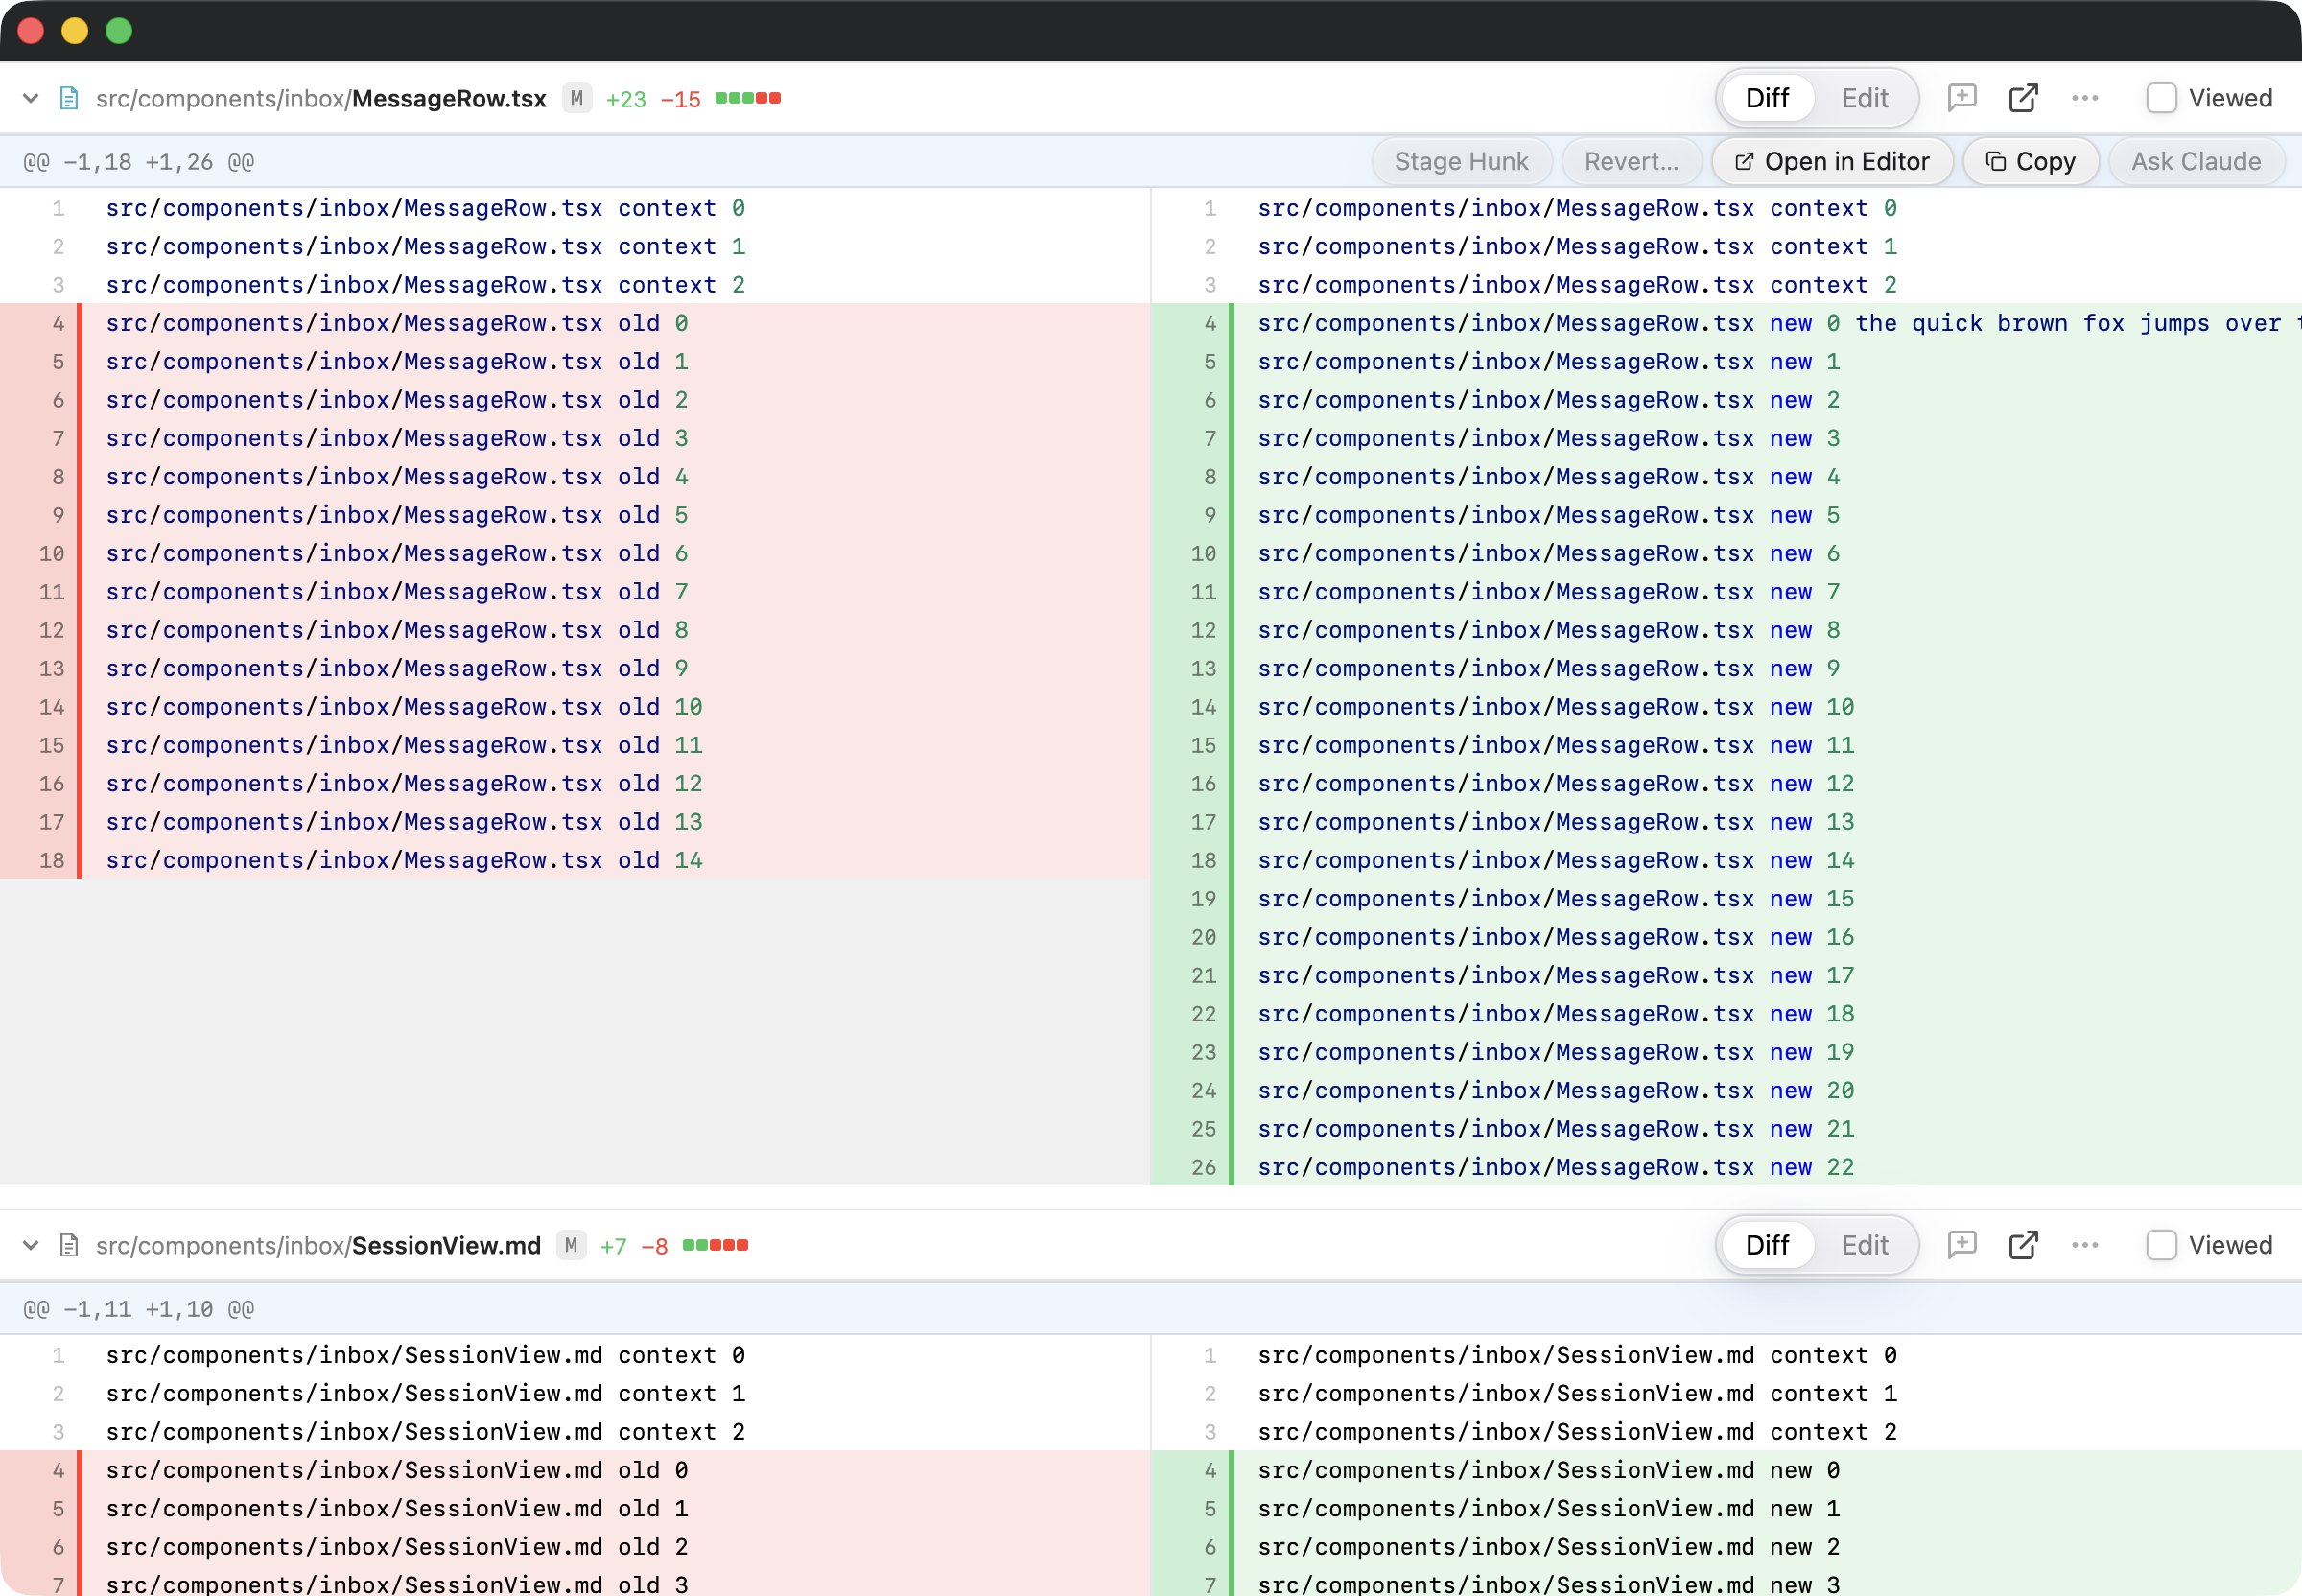 src/components/inbox/MessageRow.tsx M +23 −15 Diff Edit Viewed
@@ −1,18 +1,26 @@ Stage Hunk Revert... Open in Editor Copy Ask Claude
1 src/components/inbox/MessageRow.tsx context 0 1 src/components/inbox/MessageRow.tsx context 0
2 src/components/inbox/MessageRow.tsx context 1 2 src/components/inbox/MessageRow.tsx context 1
3 src/components/inbox/MessageRow.tsx context 2 3 src/components/inbox/MessageRow.tsx context 2
4 src/components/inbox/MessageRow.tsx old 0 4 src/components/inbox/MessageRow.tsx new 0 the quick brown fox jumps over
5 src/components/inbox/MessageRow.tsx old 1 5 src/components/inbox/MessageRow.tsx new 1
6 src/components/inbox/MessageRow.tsx old 2 6 src/components/inbox/MessageRow.tsx new 2
7 src/components/inbox/MessageRow.tsx old 3 7 src/components/inbox/MessageRow.tsx new 3
8 src/components/inbox/MessageRow.tsx old 4 8 src/components/inbox/MessageRow.tsx new 4
9 src/components/inbox/MessageRow.tsx old 5 9 src/components/inbox/MessageRow.tsx new 5
10 src/components/inbox/MessageRow.tsx old 6 10 src/components/inbox/MessageRow.tsx new 6
11 src/components/inbox/MessageRow.tsx old 7 11 src/components/inbox/MessageRow.tsx new 7
12 src/components/inbox/MessageRow.tsx old 8 12 src/components/inbox/MessageRow.tsx new 8
13 src/components/inbox/MessageRow.tsx old 9 13 src/components/inbox/MessageRow.tsx new 9
14 src/components/inbox/MessageRow.tsx old 10 14 src/components/inbox/MessageRow.tsx new 10
15 src/components/inbox/MessageRow.tsx old 11 15 src/components/inbox/MessageRow.tsx new 11
16 src/components/inbox/MessageRow.tsx old 12 16 src/components/inbox/MessageRow.tsx new 12
17 src/components/inbox/MessageRow.tsx old 13 17 src/components/inbox/MessageRow.tsx new 13
18 src/components/inbox/MessageRow.tsx old 14 18 src/components/inbox/MessageRow.tsx new 14
19 src/components/inbox/MessageRow.tsx new 15
20 src/components/inbox/MessageRow.tsx new 16
21 src/components/inbox/MessageRow.tsx new 17
22 src/components/inbox/MessageRow.tsx new 18
23 src/components/inbox/MessageRow.tsx new 19
24 src/components/inbox/MessageRow.tsx new 20
25 src/components/inbox/MessageRow.tsx new 21
26 src/components/inbox/MessageRow.tsx new 22
src/components/inbox/SessionView.md M +7 −8 Diff Edit Viewed
@@ −1,11 +1,10 @@
1 src/components/inbox/SessionView.md context 0 1 src/components/inbox/SessionView.md context 0
2 src/components/inbox/SessionView.md context 1 2 src/components/inbox/SessionView.md context 1
3 src/components/inbox/SessionView.md context 2 3 src/components/inbox/SessionView.md context 2
4 src/components/inbox/SessionView.md old 0 4 src/components/inbox/SessionView.md new 0
5 src/components/inbox/SessionView.md old 1 5 src/components/inbox/SessionView.md new 1
6 src/components/inbox/SessionView.md old 2 6 src/components/inbox/SessionView.md new 2
7 src/components/inbox/SessionView.md old 3 7 src/components/inbox/SessionView.md new 3